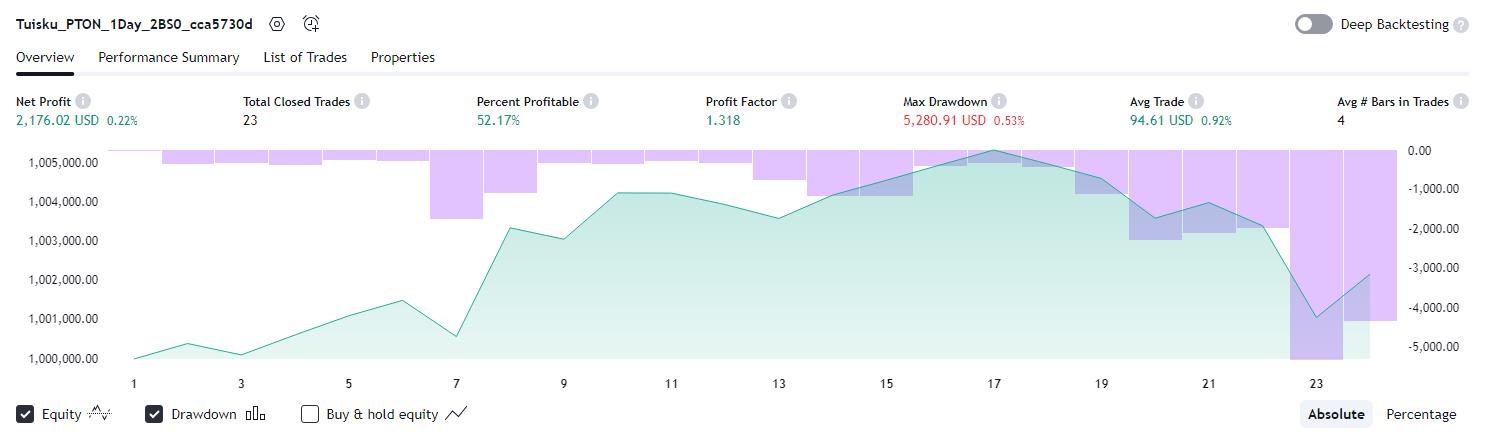 Tuisku_PTON_1Day_2BS0_cca5730d Deep Backtesting ?
Overview Performance Summary List of Trades Properties
Net Profit Total Closed Trades Percent Profitable Profit Factor Max Drawdown Avg Trade Avg # Bars in Trades
2,176.02 USD 0.22% 23 52.17% 1.318 5,280.91 USD 0.53% 94.61 USD 0.92% 4
1,005,000.00 0.00
1,004,000.00 -1,000.00
1,003,000.00 -2,000.00
1,002,000.00 -3,000.00
1,001,000.00 -4,000.00
1,000,000.00 -5,000.00
1 3 5 7 9 11 13 15 17 19 21 23
Equity Drawdown Buy & hold equity Absolute Percentage